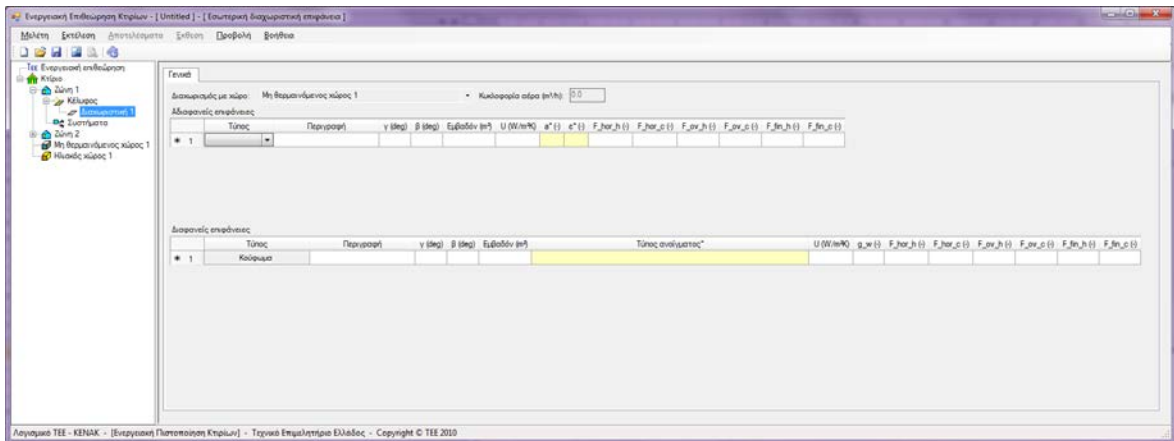 Ενεργειακή Επιθεώρηση Κτιρίων - [ Untitled ] - [ Εσωτερική διαχωριστική επιφάνεια ]
Μελέτη Εκτέλεση Αποτελέσματα Έκθεση Προβολή Βοήθεια
Τεε Ενεργειακή επιθεώρηση
Κτίριο
Ζώνη 1
Κέλυφος
Διαχωριστική 1
Συστήματα
Ζώνη 2
Μη θερμαινόμενος χώρος 1
Ηλιακός χώρος 1
Γενικά
Διαχωρισμός με χώρο: Μη θερμαινόμενος χώρος 1 Κυκλοφορία αέρα (m³/h): 0.0
Αδιαφανείς επιφάνειες
Τύπος Περιγραφή γ (deg) β (deg) Εμβαδόν (m²) U (W/m²K) a* (-) ε* (-) F_hor_h (-) F_hor_c (-) F_ov_h (-) F_ov_c (-) F_fin_h (-) F_fin_c (-)
1
Διαφανείς επιφάνειες
Τύπος Περιγραφή γ (deg) β (deg) Εμβαδόν (m²) Τύπος ανοίγματος* U (W/m²K) g_w (-) F_hor_h (-) F_hor_c (-) F_ov_h (-) F_ov_c (-) F_fin_h (-) F_fin_c (-)
1 Κούφωμα
Λογισμικό ΤΕΕ - ΚΕΝΑΚ - [Ενεργειακή Πιστοποίηση Κτιρίων] - Τεχνικό Επιμελητήριο Ελλάδος - Copyright © ΤΕΕ 2010